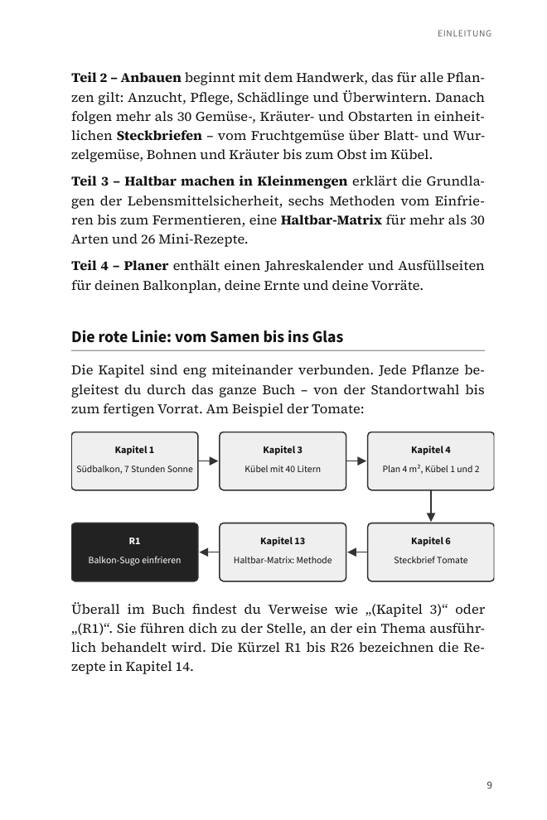 EINLEITUNG
Teil 2 – Anbauen beginnt mit dem Handwerk, das für alle Pflan-
zen gilt: Anzucht, Pflege, Schädlinge und Überwintern. Danach
folgen mehr als 30 Gemüse-, Kräuter- und Obstarten in einheit-
lichen Steckbriefen – vom Fruchtgemüse über Blatt- und Wur-
zelgemüse, Bohnen und Kräuter bis zum Obst im Kübel.
Teil 3 – Haltbar machen in Kleinmengen erklärt die Grundla-
gen der Lebensmittelsicherheit, sechs Methoden vom Einfrie-
ren bis zum Fermentieren, eine Haltbar-Matrix für mehr als 30
Arten und 26 Mini-Rezepte.
Teil 4 – Planer enthält einen Jahreskalender und Ausfüllseiten
für deinen Balkonplan, deine Ernte und deine Vorräte.
Die rote Linie: vom Samen bis ins Glas
Die Kapitel sind eng miteinander verbunden. Jede Pflanze be-
gleitest du durch das ganze Buch – von der Standortwahl bis
zum fertigen Vorrat. Am Beispiel der Tomate:
Kapitel 1
Südbalkon, 7 Stunden Sonne
Kapitel 3
Kübel mit 40 Litern
Kapitel 4
Plan 4 m², Kübel 1 und 2
R1
Balkon-Sugo einfrieren
Kapitel 13
Haltbar-Matrix: Methode
Kapitel 6
Steckbrief Tomate
Überall im Buch findest du Verweise wie „(Kapitel 3)“ oder
„(R1)“. Sie führen dich zu der Stelle, an der ein Thema ausführ-
lich behandelt wird. Die Kürzel R1 bis R26 bezeichnen die Re-
zepte in Kapitel 14.
9